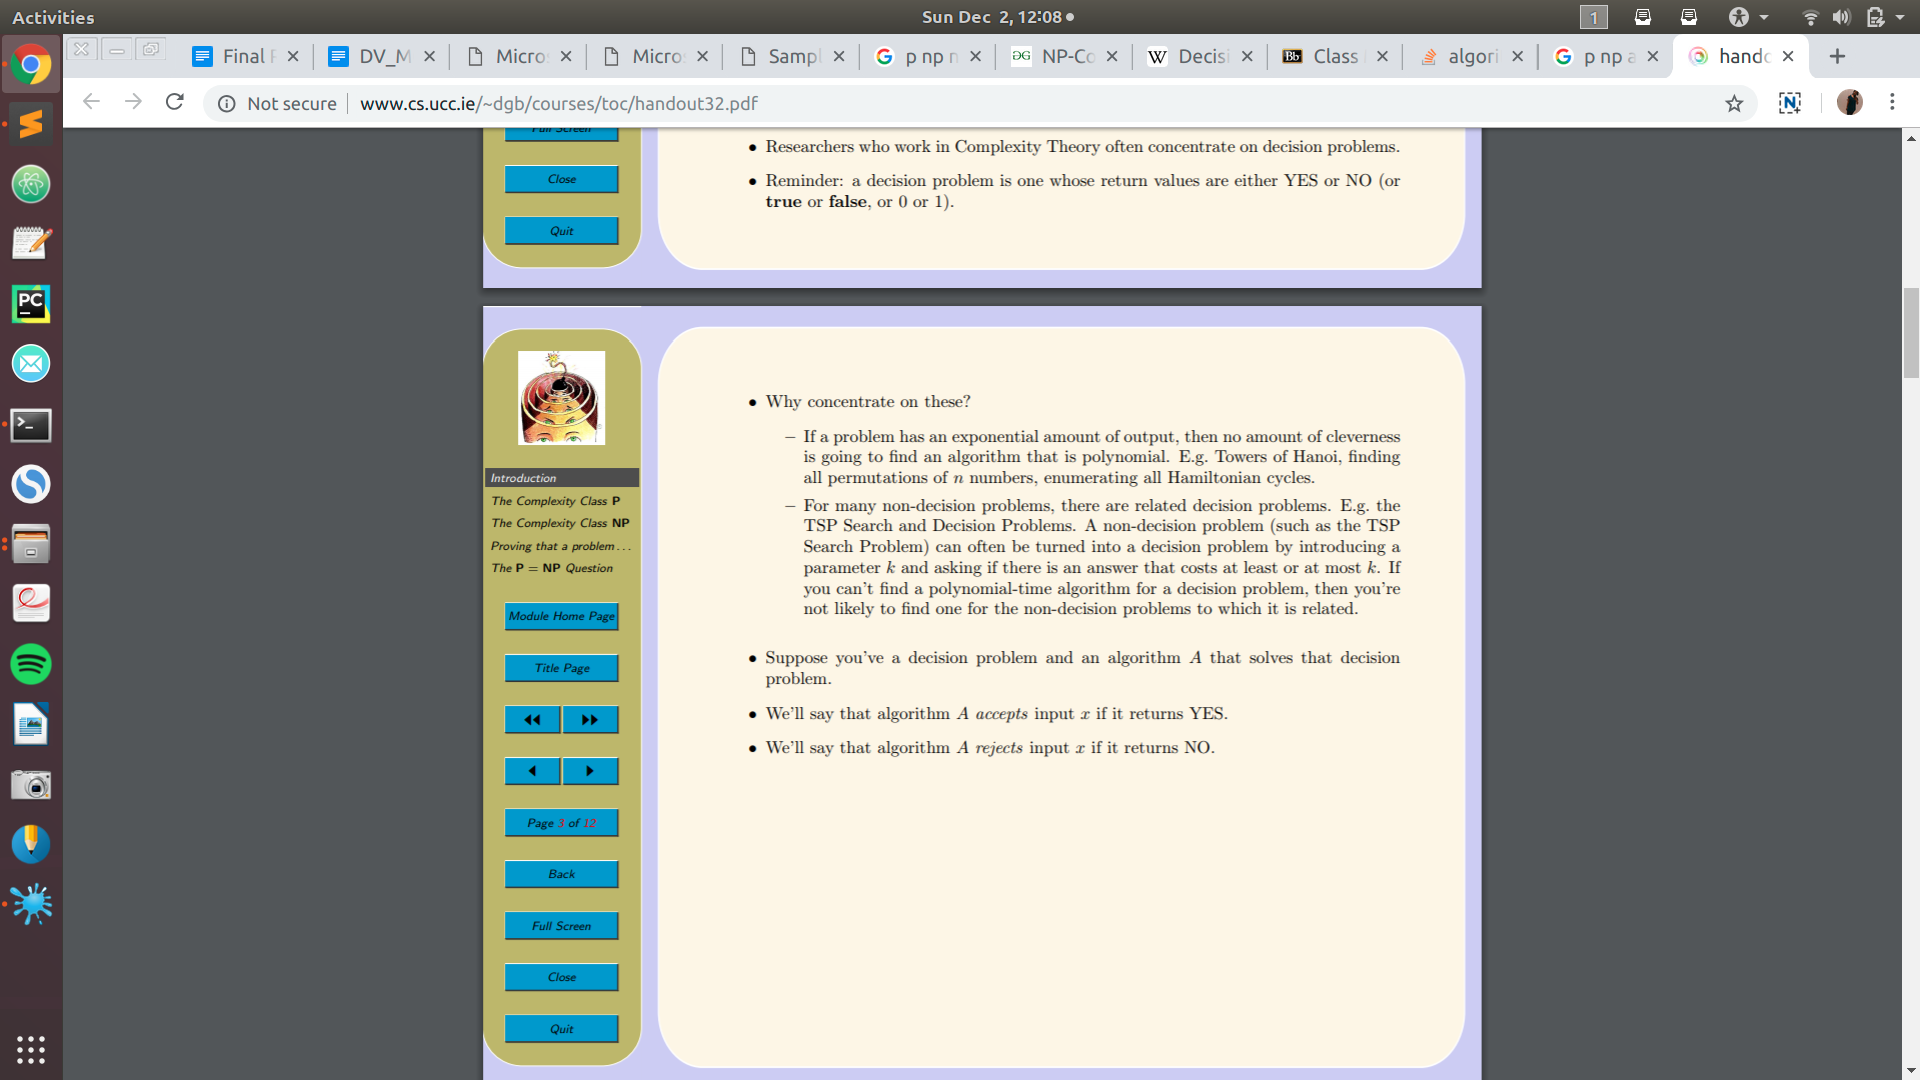 Activities
Sun Dec 2, 12:08
1
Final
DV_M
Micro
Micro
Samp
G p np n
NP-Co
W Decisi
Bb Class
algori
G p np a
hando
Not secure www.cs.ucc.ie/~dgb/courses/toc/handout32.pdf
N
PC
Full Screen
Close
Quit
• Researchers who work in Complexity Theory often concentrate on decision problems.
• Reminder: a decision problem is one whose return values are either YES or NO (or
true or false, or 0 or 1).
Introduction
The Complexity Class P
The Complexity Class NP
Proving that a problem . . .
The P = NP Question
Module Home Page
Title Page
Page 3 of 12
Back
Full Screen
Close
Quit
• Why concentrate on these?
– If a problem has an exponential amount of output, then no amount of cleverness
is going to find an algorithm that is polynomial. E.g. Towers of Hanoi, finding
all permutations of n numbers, enumerating all Hamiltonian cycles.
– For many non-decision problems, there are related decision problems. E.g. the
TSP Search and Decision Problems. A non-decision problem (such as the TSP
Search Problem) can often be turned into a decision problem by introducing a
parameter k and asking if there is an answer that costs at least or at most k. If
you can't find a polynomial-time algorithm for a decision problem, then you're
not likely to find one for the non-decision problems to which it is related.
• Suppose you've a decision problem and an algorithm A that solves that decision
problem.
• We'll say that algorithm A accepts input x if it returns YES.
• We'll say that algorithm A rejects input x if it returns NO.